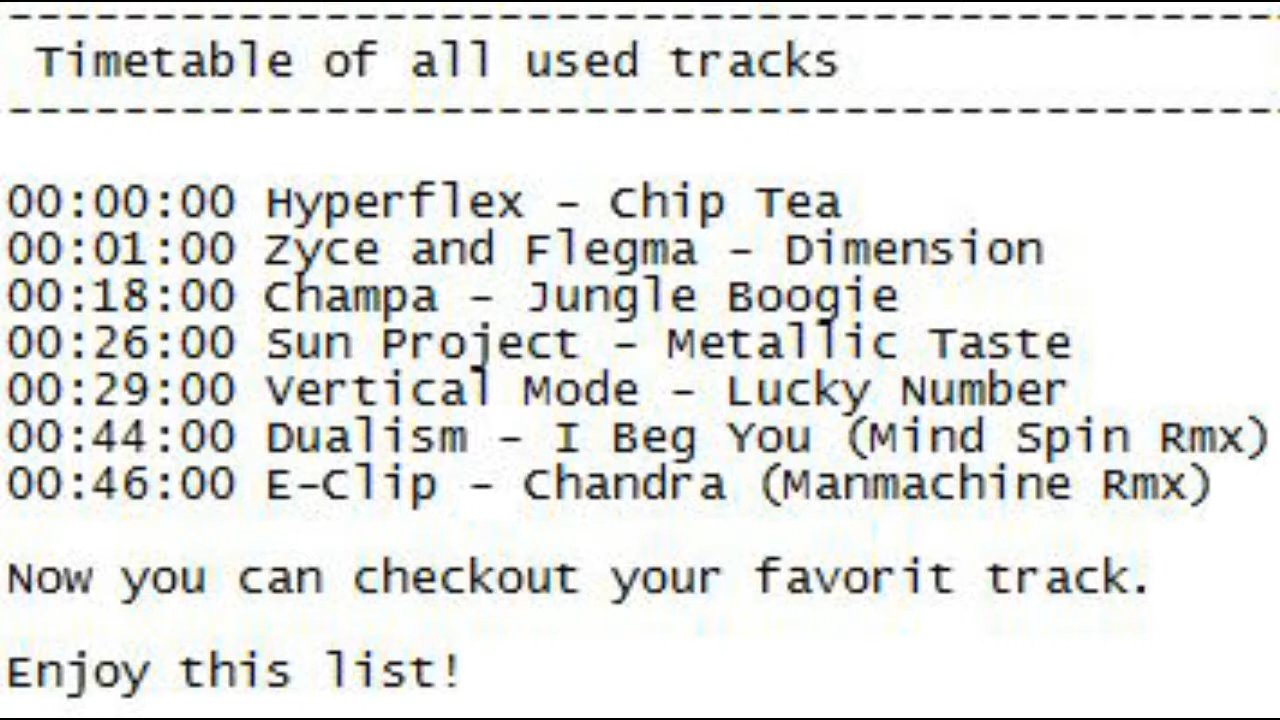 --------------------------------------------
Timetable of all used tracks
--------------------------------------------
00:00:00 Hyperflex - Chip Tea
00:01:00 Zyce and Flegma - Dimension
00:18:00 Champa - Jungle Boogie
00:26:00 Sun Project - Metallic Taste
00:29:00 Vertical Mode - Lucky Number
00:44:00 Dualism - I Beg You (Mind Spin Rmx)
00:46:00 E-Clip - Chandra (Manmachine Rmx)
Now you can checkout your favorit track.
Enjoy this list!